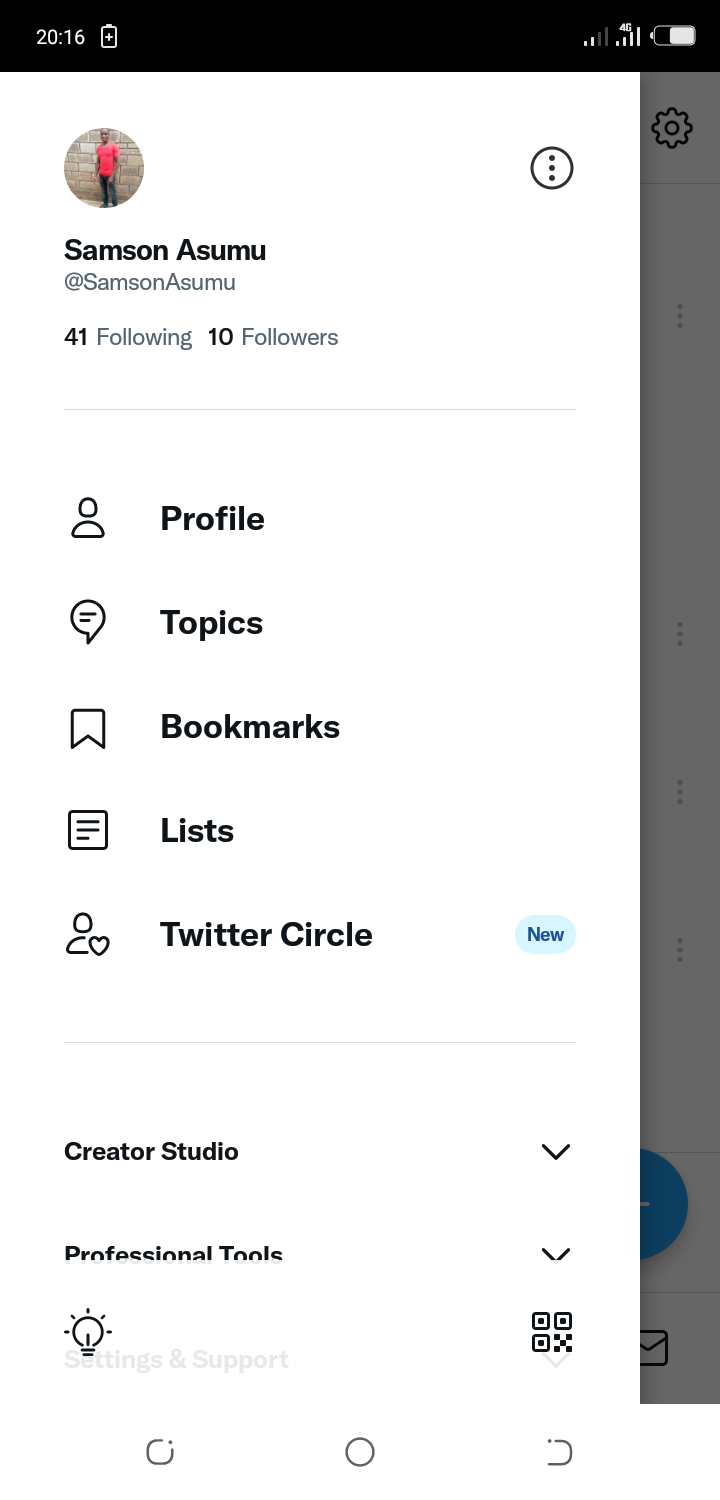 20:16
4G
Samson Asumu
@SamsonAsumu
41 Following 10 Followers
Profile
Topics
Bookmarks
Lists
Twitter Circle New
Creator Studio
Professional Tools
Settings & Support